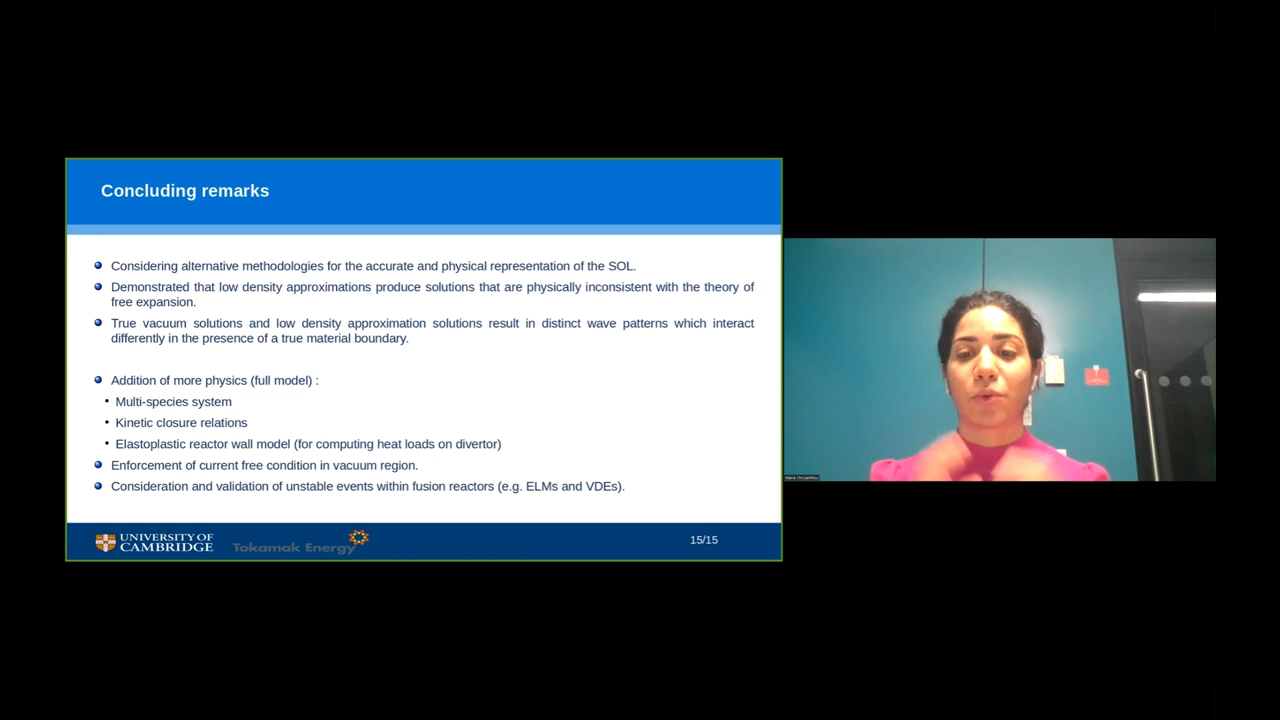 Concluding remarks
Considering alternative methodologies for the accurate and physical representation of the SOL.
Demonstrated that low density approximations produce solutions that are physically inconsistent with the theory of
free expansion.
True vacuum solutions and low density approximation solutions result in distinct wave patterns which interact
differently in the presence of a true material boundary.
Addition of more physics (full model) :
Multi-species system
Kinetic closure relations
Elastoplastic reactor wall model (for computing heat loads on divertor)
Enforcement of current free condition in vacuum region.
Consideration and validation of unstable events within fusion reactors (e.g. ELMs and VDEs).
UNIVERSITY OF
CAMBRIDGE
Tokamak Energy
15/15